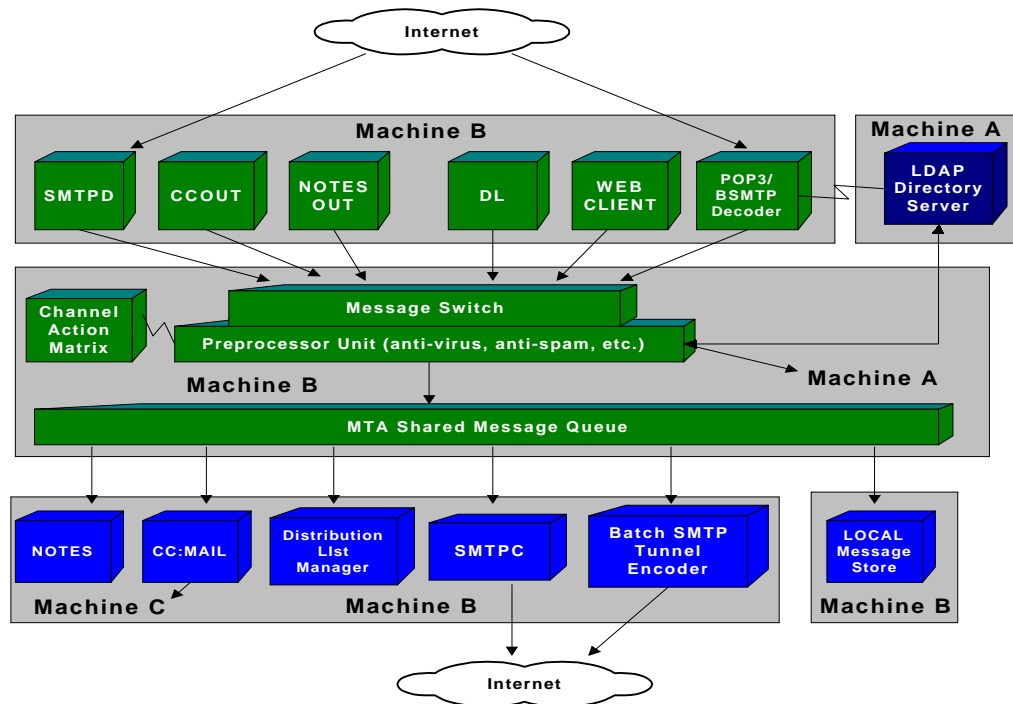 Internet
Machine B
Machine A
SMTPD
CCOUT
NOTES
OUT
DL
WEB
CLIENT
POP3/
BSMTP
Decoder
LDAP
Directory
Server
Channel
Action
Matrix
Message Switch
Preprocessor Unit (anti-virus, anti-spam, etc.)
Machine B
Machine A
MTA Shared Message Queue
NOTES
CC:MAIL
Distribution
LIst
Manager
SMTPC
Batch SMTP
Tunnel
Encoder
LOCAL
Message
Store
Machine C
Machine B
Machine B
Internet